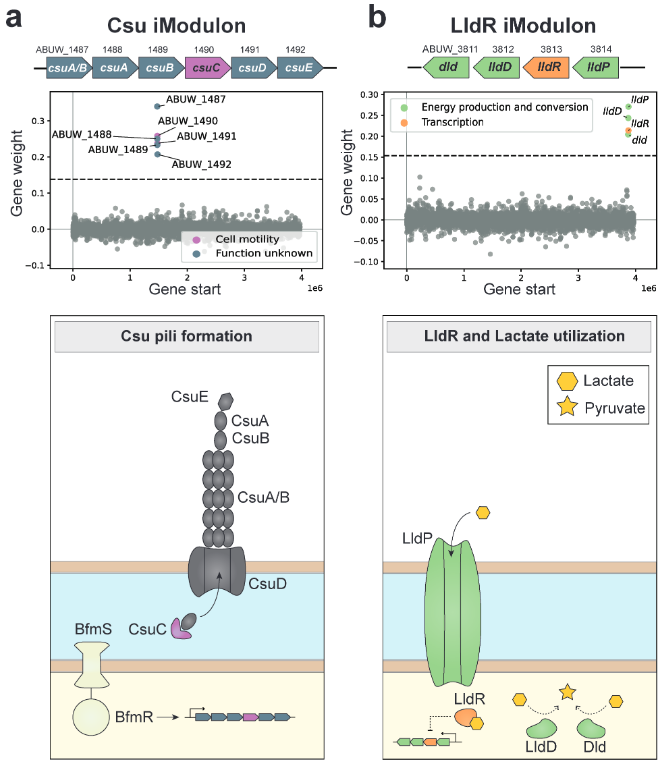 a
Csu iModulon
ABUW_1487 1488 1489 1490 1491 1492
csuA/B csuA csuB csuC csuD csuE
Gene weight
0.3
0.2
0.1
0.0
−0.1
ABUW_1487
ABUW_1490
ABUW_1488
ABUW_1491
ABUW_1489
ABUW_1492
Cell motility
Function unknown
0 1 2 3 4
1e6
Gene start
b
LldR iModulon
ABUW_3811 3812 3813 3814
dld lldD lldR lldP
Gene weight
0.30
0.25
0.20
0.15
0.10
0.05
0.00
−0.05
−0.10
Energy production and conversion
Transcription
lldP
lldD
lldR
dld
0 1 2 3 4
1e6
Gene start
Csu pili formation
CsuE
CsuA
CsuB
CsuA/B
CsuD
CsuC
BfmS
BfmR
LldR and Lactate utilization
Lactate
Pyruvate
LldP
LldR
LldD
Dld